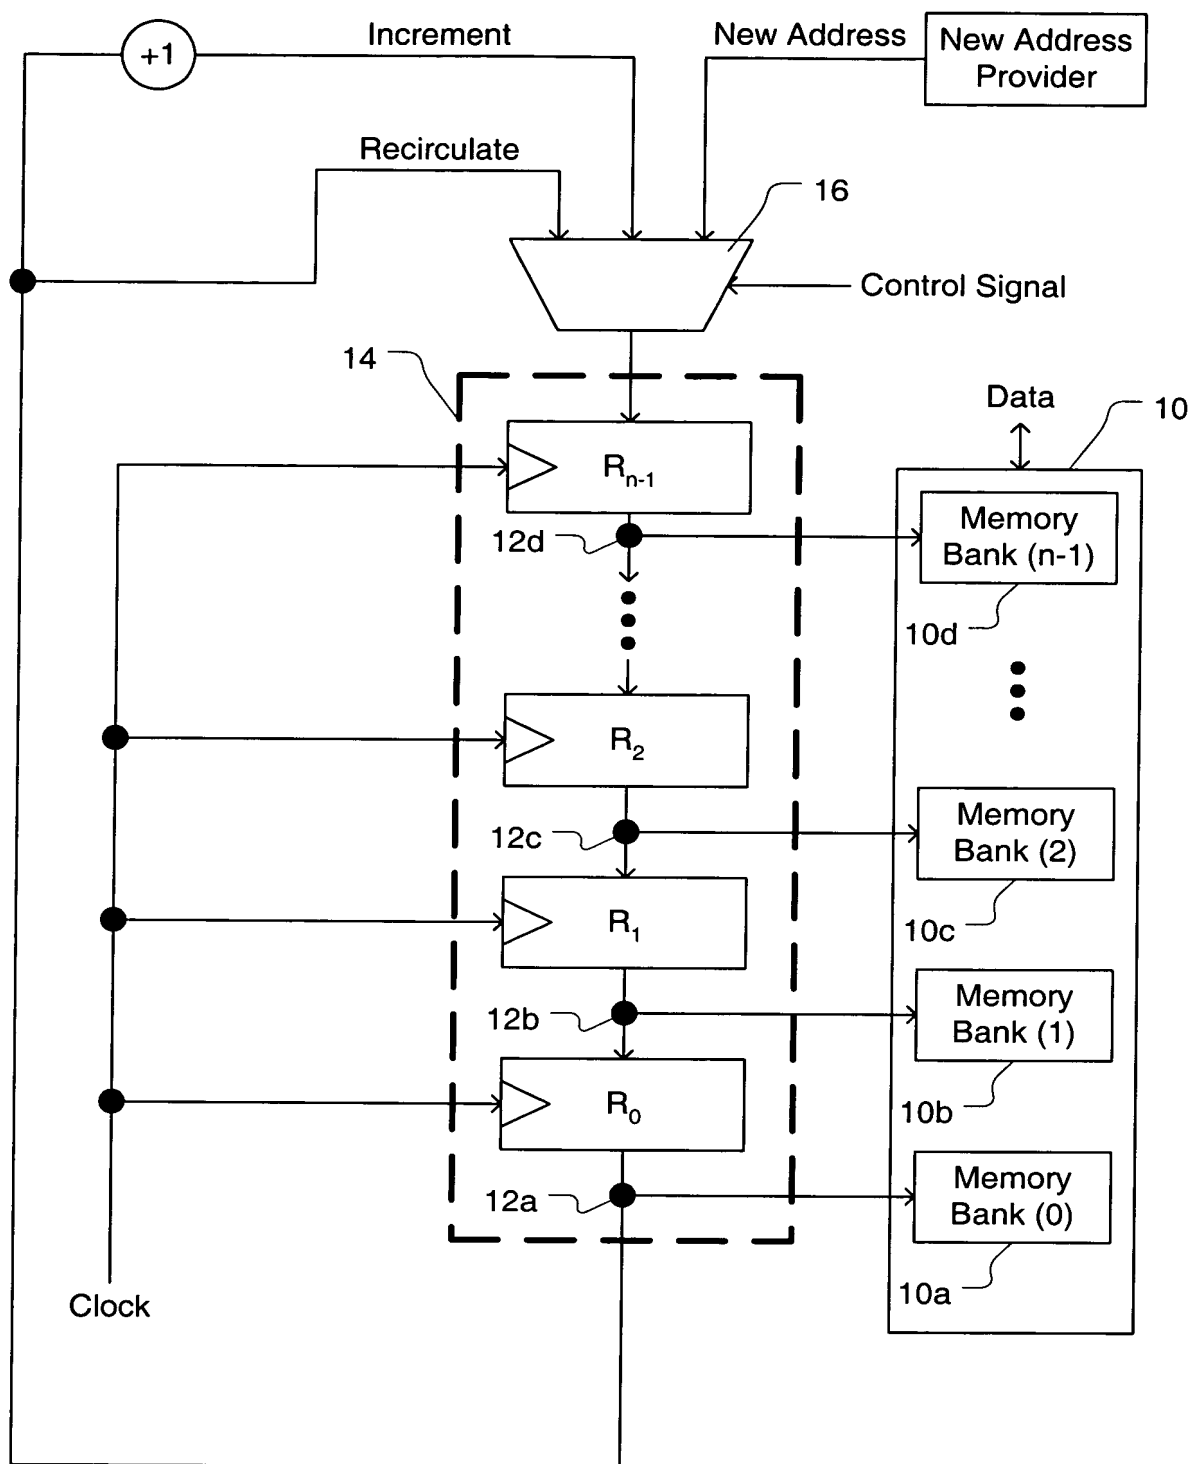 +1
Increment
New Address
New Address
Provider
Recirculate
16
Control Signal
14
Data
10
Rn-1
12d
Memory
Bank (n-1)
10d
R2
12c
Memory
Bank (2)
10c
R1
12b
Memory
Bank (1)
10b
R0
12a
Memory
Bank (0)
10a
Clock